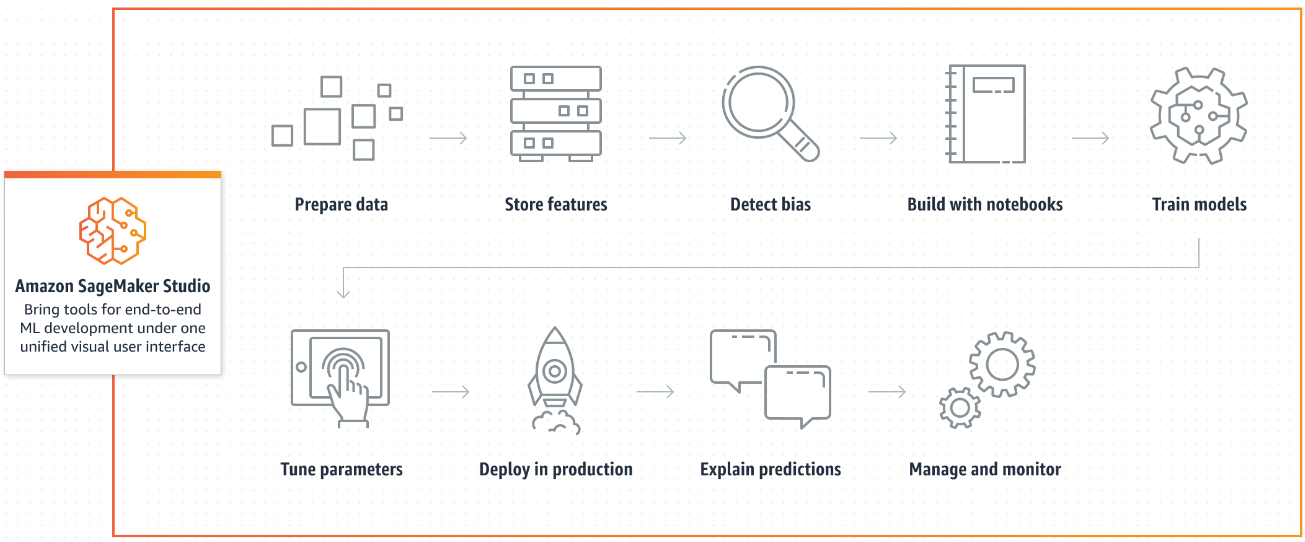 Prepare data
Store features
Detect bias
Build with notebooks
Train models
Amazon SageMaker Studio
Bring tools for end-to-end
ML development under one
unified visual user interface
Tune parameters
Deploy in production
Explain predictions
Manage and monitor